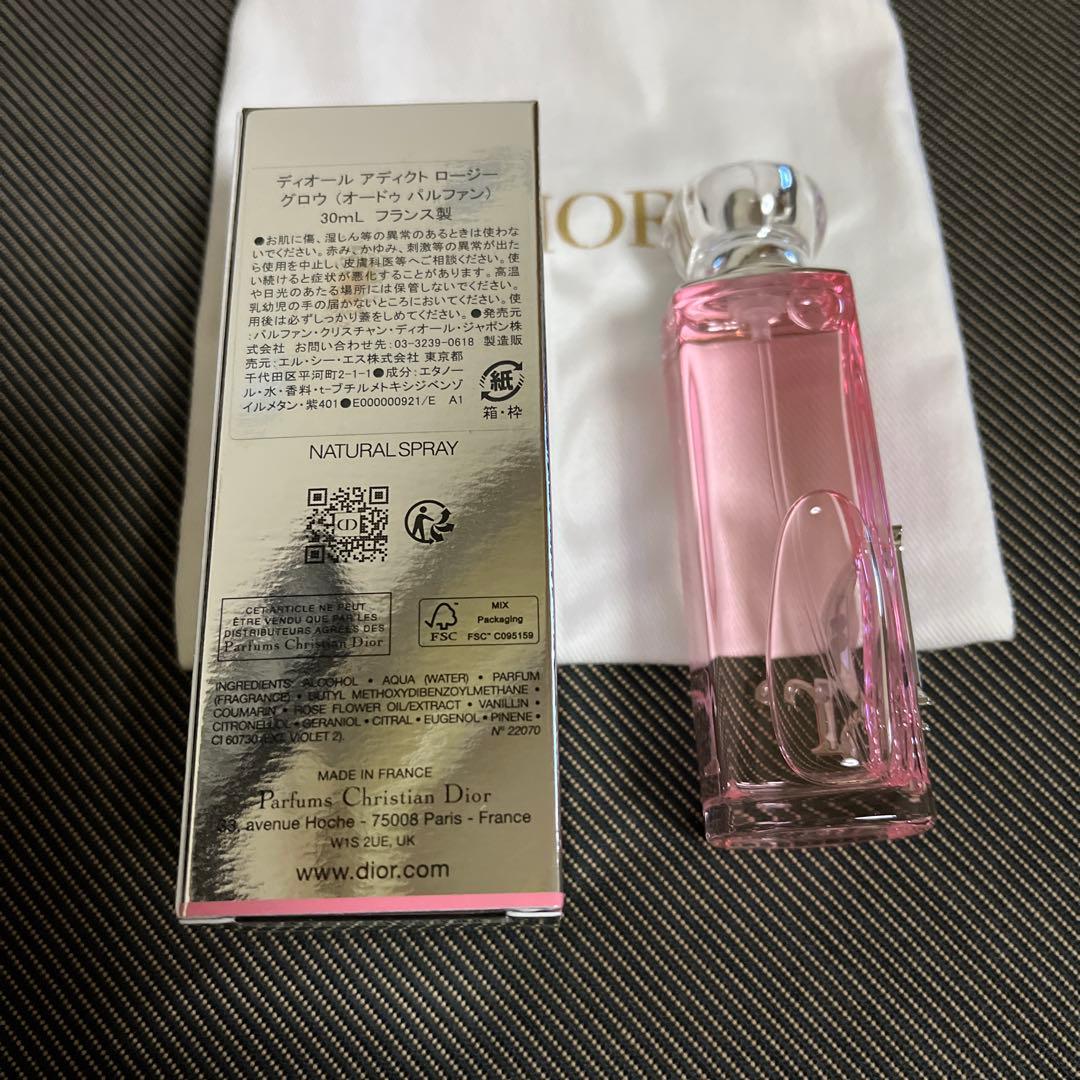 ディオール アディクト ロージー
グロウ (オードゥ パルファン)
30mL フランス製
●お肌に傷、湿しん等の異常のあるときは使わな
いでください。赤み、かゆみ、刺激等の異常が出た
ら使用を中止し、皮膚科医等へご相談ください。使
い続けると症状が悪化することがあります。高温
や日光のあたる場所には保管しないでください。
乳幼児の手の届かないところにおいてください。使
用後は必ずしっかり蓋をしめてください。●発売元
:パルファン・クリスチャン・ディオール・ジャポン株
式会社 お問い合わせ先:03-3239-0618 製造販
売元:エル・シー・エス株式会社 東京都
千代田区平河町2-1-1●成分:エタノー
ル・水・香料・t-ブチルメトキシジベンゾ
イルメタン・紫401●E000000921/E A1
紙
箱・枠
NATURAL SPRAY
CD
CET ARTICLE NE PEUT
ÊTRE VENDU QUE PAR LES
DISTRIBUTEURS AGRÉÉS DES
Parfums Christian Dior
FSC
MIX
Packaging
FSC® C095159
INGREDIENTS: ALCOHOL • AQUA (WATER) • PARFUM
(FRAGRANCE) • BUTYL METHOXYDIBENZOYLMETHANE •
COUMARIN • ROSE FLOWER OIL/EXTRACT • VANILLIN •
CITRONELLOL • GERANIOL • CITRAL • EUGENOL • PINENE •
CI 60730 (EXT. VIOLET 2). N° 22070
MADE IN FRANCE
Parfums Christian Dior
33, avenue Hoche - 75008 Paris - France
W1S 2UE, UK
www.dior.com